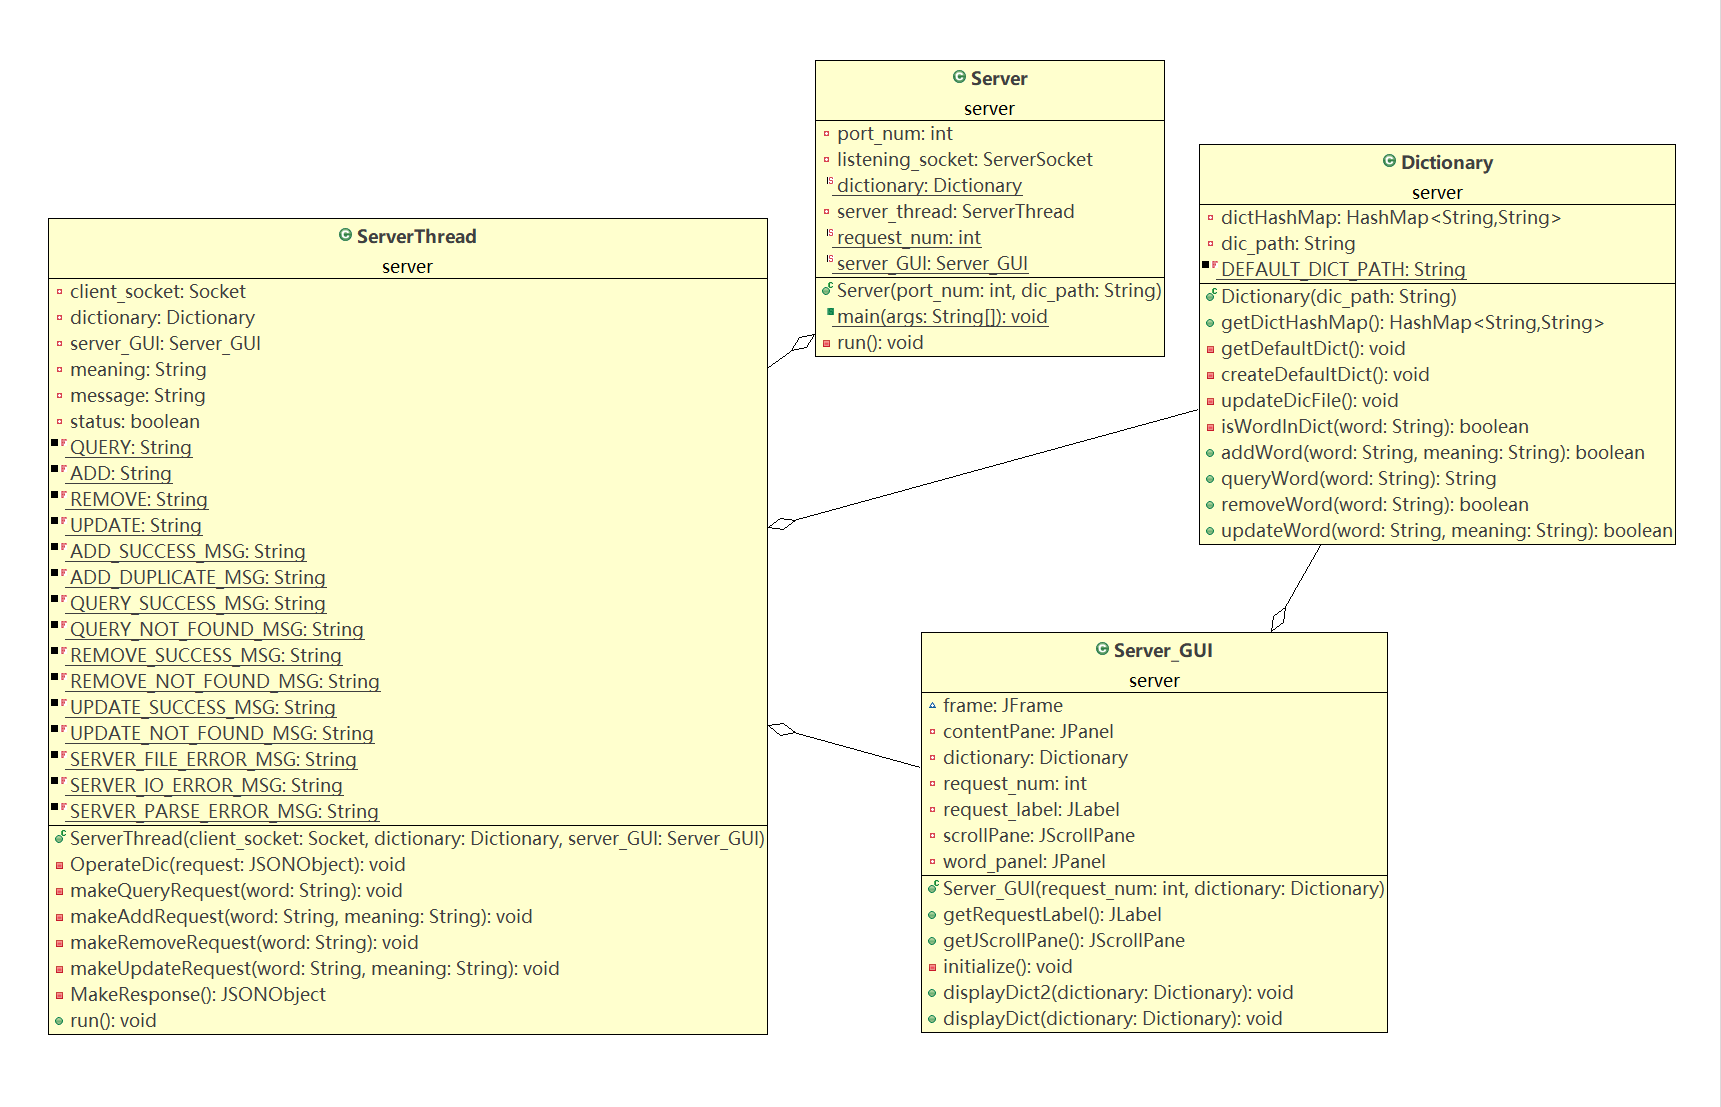 Server
server
port_num: int
listening_socket: ServerSocket
dictionary: Dictionary
server_thread: ServerThread
request_num: int
server_GUI: Server_GUI
Server(port_num: int, dic_path: String)
main(args: String[]): void
run(): void
Dictionary
server
dictHashMap: HashMap<String,String>
dic_path: String
DEFAULT_DICT_PATH: String
Dictionary(dic_path: String)
getDictHashMap(): HashMap<String,String>
getDefaultDict(): void
createDefaultDict(): void
updateDicFile(): void
isWordInDict(word: String): boolean
addWord(word: String, meaning: String): boolean
queryWord(word: String): String
removeWord(word: String): boolean
updateWord(word: String, meaning: String): boolean
ServerThread
server
client_socket: Socket
dictionary: Dictionary
server_GUI: Server_GUI
meaning: String
message: String
status: boolean
QUERY: String
ADD: String
REMOVE: String
UPDATE: String
ADD_SUCCESS_MSG: String
ADD_DUPLICATE_MSG: String
QUERY_SUCCESS_MSG: String
QUERY_NOT_FOUND_MSG: String
REMOVE_SUCCESS_MSG: String
REMOVE_NOT_FOUND_MSG: String
UPDATE_SUCCESS_MSG: String
UPDATE_NOT_FOUND_MSG: String
SERVER_FILE_ERROR_MSG: String
SERVER_IO_ERROR_MSG: String
SERVER_PARSE_ERROR_MSG: String
ServerThread(client_socket: Socket, dictionary: Dictionary, server_GUI: Server_GUI)
OperateDic(request: JSONObject): void
makeQueryRequest(word: String): void
makeAddRequest(word: String, meaning: String): void
makeRemoveRequest(word: String): void
makeUpdateRequest(word: String, meaning: String): void
MakeResponse(): JSONObject
run(): void
Server_GUI
server
frame: JFrame
contentPane: JPanel
dictionary: Dictionary
request_num: int
request_label: JLabel
scrollPane: JScrollPane
word_panel: JPanel
Server_GUI(request_num: int, dictionary: Dictionary)
getRequestLabel(): JLabel
getJScrollPane(): JScrollPane
initialize(): void
displayDict2(dictionary: Dictionary): void
displayDict(dictionary: Dictionary): void